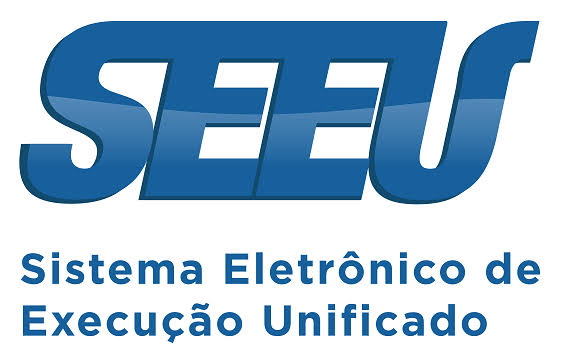 SEEU
Sistema Eletrônico de
Execução Unificado